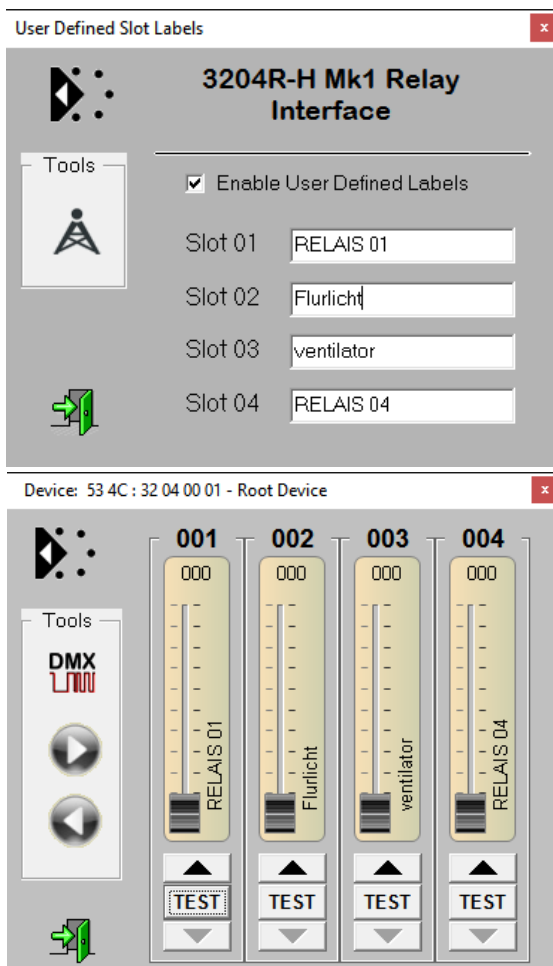 User Defined Slot Labels
x
3204R-H Mk1 Relay
Interface
Tools
Enable User Defined Labels
Slot 01 RELAIS 01
Slot 02 Flurlicht
Slot 03 ventilator
Slot 04 RELAIS 04
Device: 53 4C : 32 04 00 01 - Root Device
x
001 002 003 004
000 000 000 000
Tools
DMX
RELAIS 01 Flurlicht ventilator RELAIS 04
TEST TEST TEST TEST